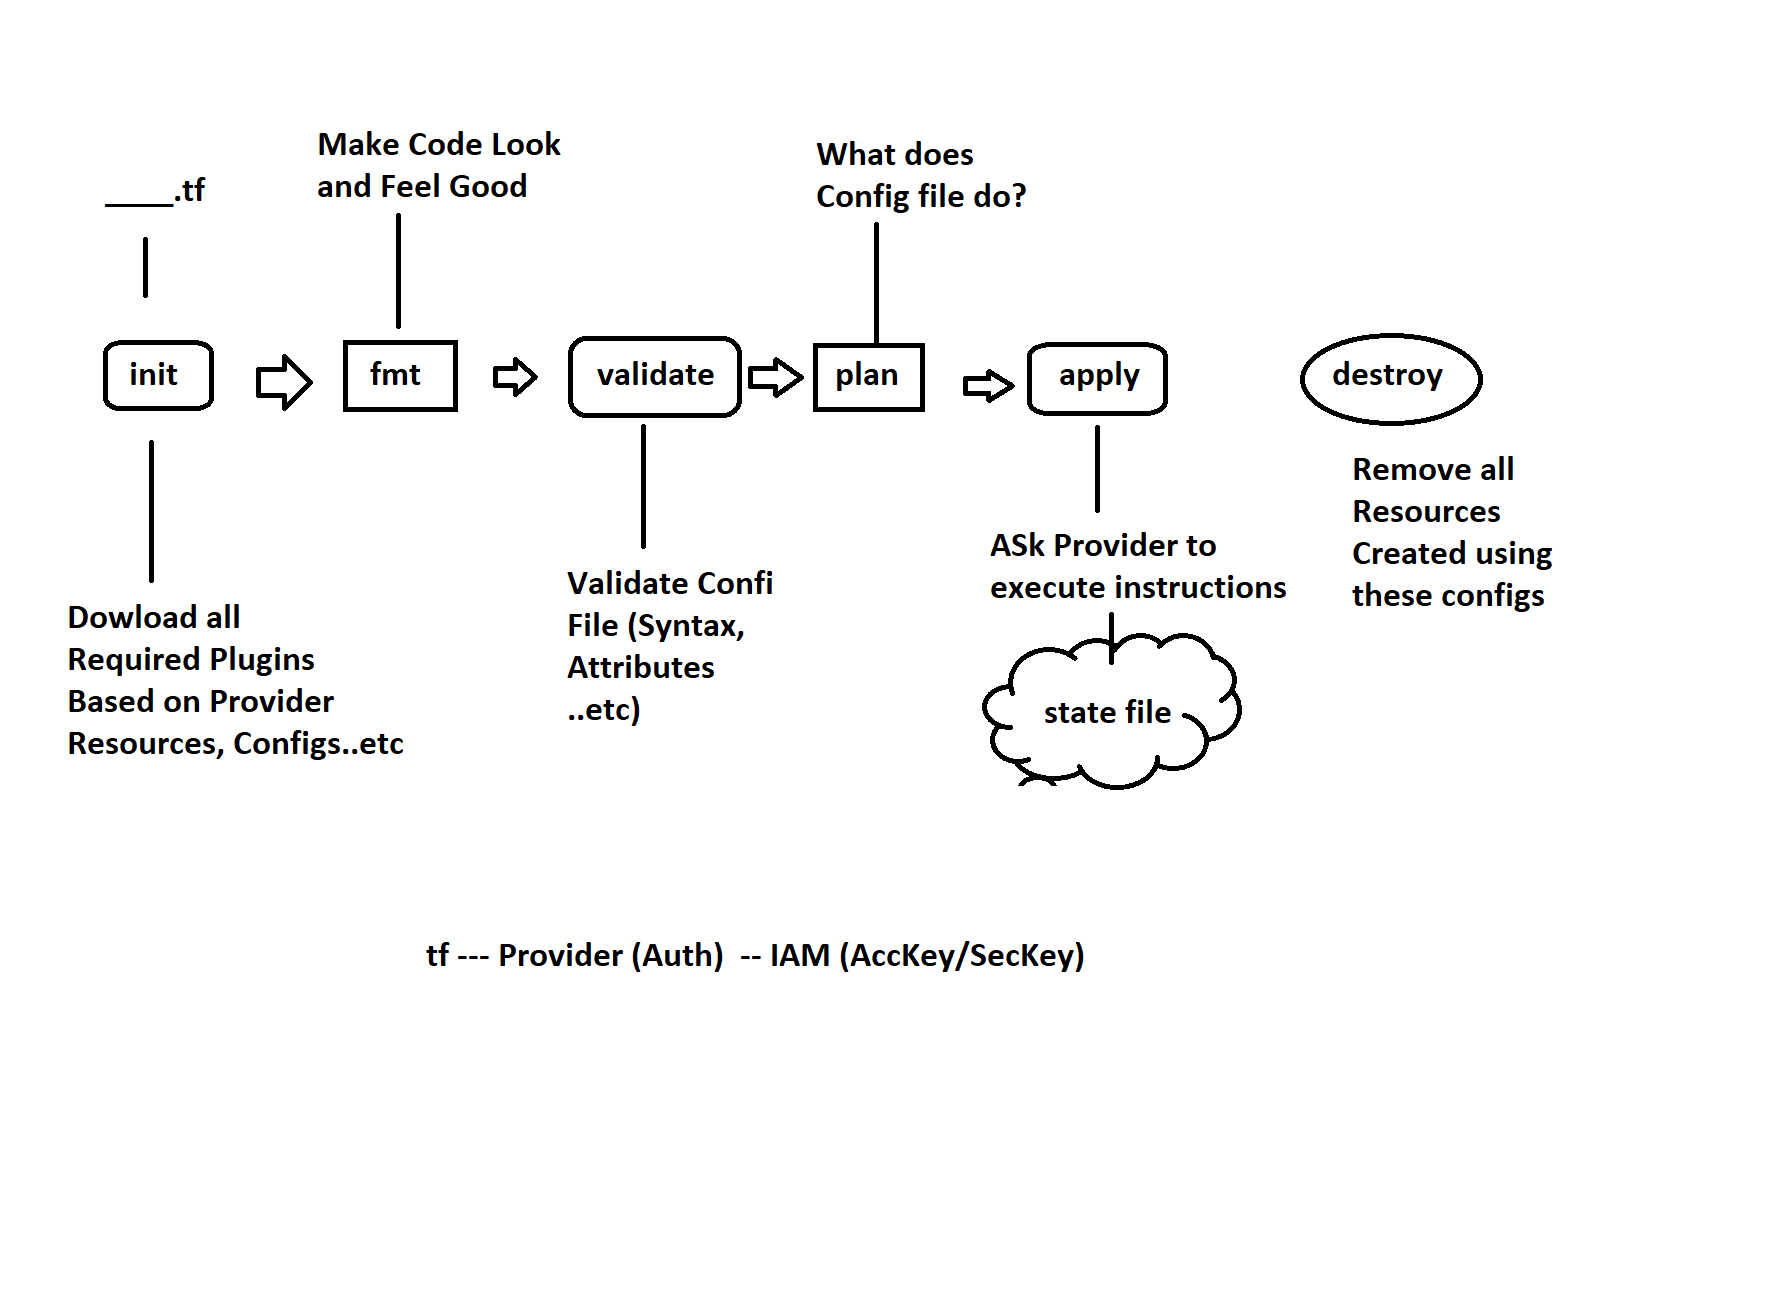 ____.tf
Make Code Look
and Feel Good
What does
Config file do?
init
fmt
validate
plan
apply
destroy
Dowload all
Required Plugins
Based on Provider
Resources, Configs..etc
Validate Confi
File (Syntax,
Attributes
..etc)
ASk Provider to
execute instructions
state file
Remove all
Resources
Created using
these configs
tf --- Provider (Auth)  -- IAM (AccKey/SecKey)